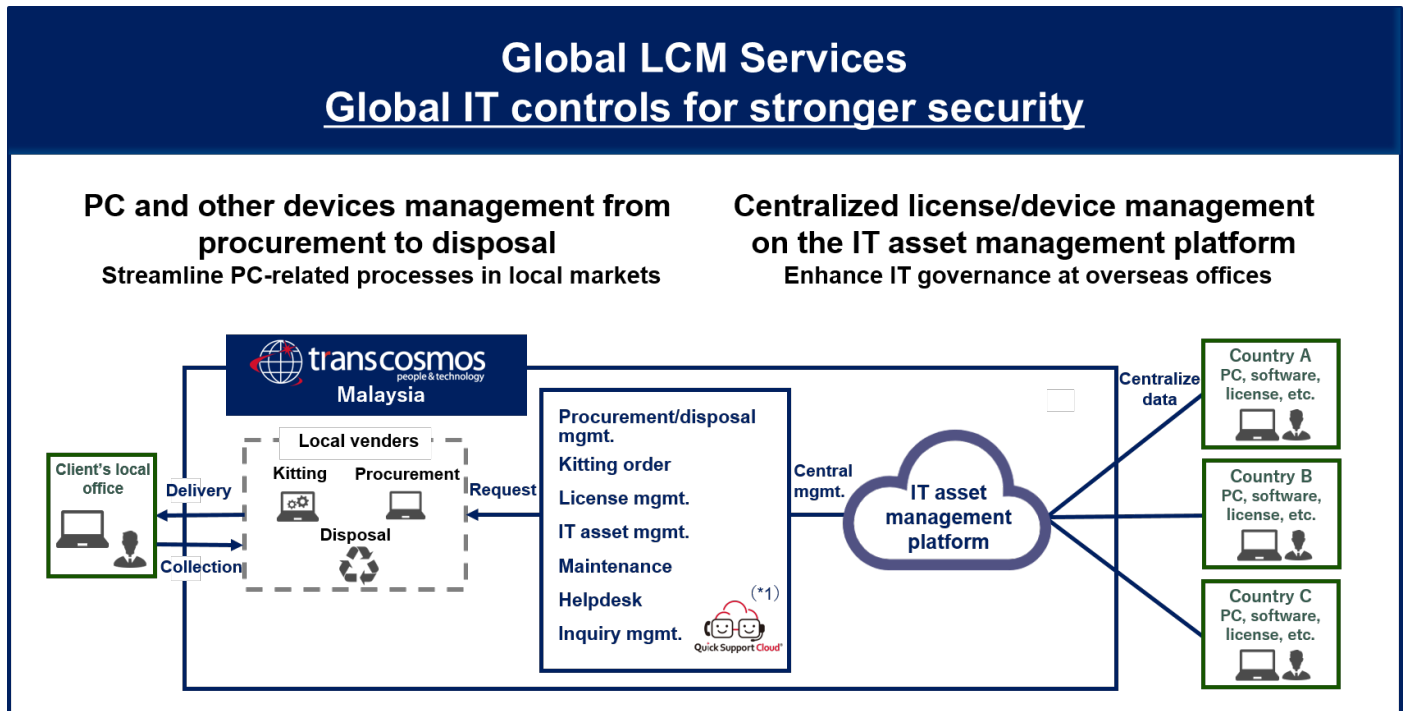 Global LCM Services
Global IT controls for stronger security
PC and other devices management from
procurement to disposal
Streamline PC-related processes in local markets
Centralized license/device management
on the IT asset management platform
Enhance IT governance at overseas offices
transcosmos
people & technology
Malaysia
Client's local
office
Delivery
Collection
Local venders
Kitting
Procurement
Disposal
Request
Procurement/disposal
mgmt.
Kitting order
License mgmt.
IT asset mgmt.
Maintenance
Helpdesk
Inquiry mgmt.
(*1)
Quick Support Cloud®
Central
mgmt.
IT asset
management
platform
Centralize
data
Country A
PC, software,
license, etc.
Country B
PC, software,
license, etc.
Country C
PC, software,
license, etc.